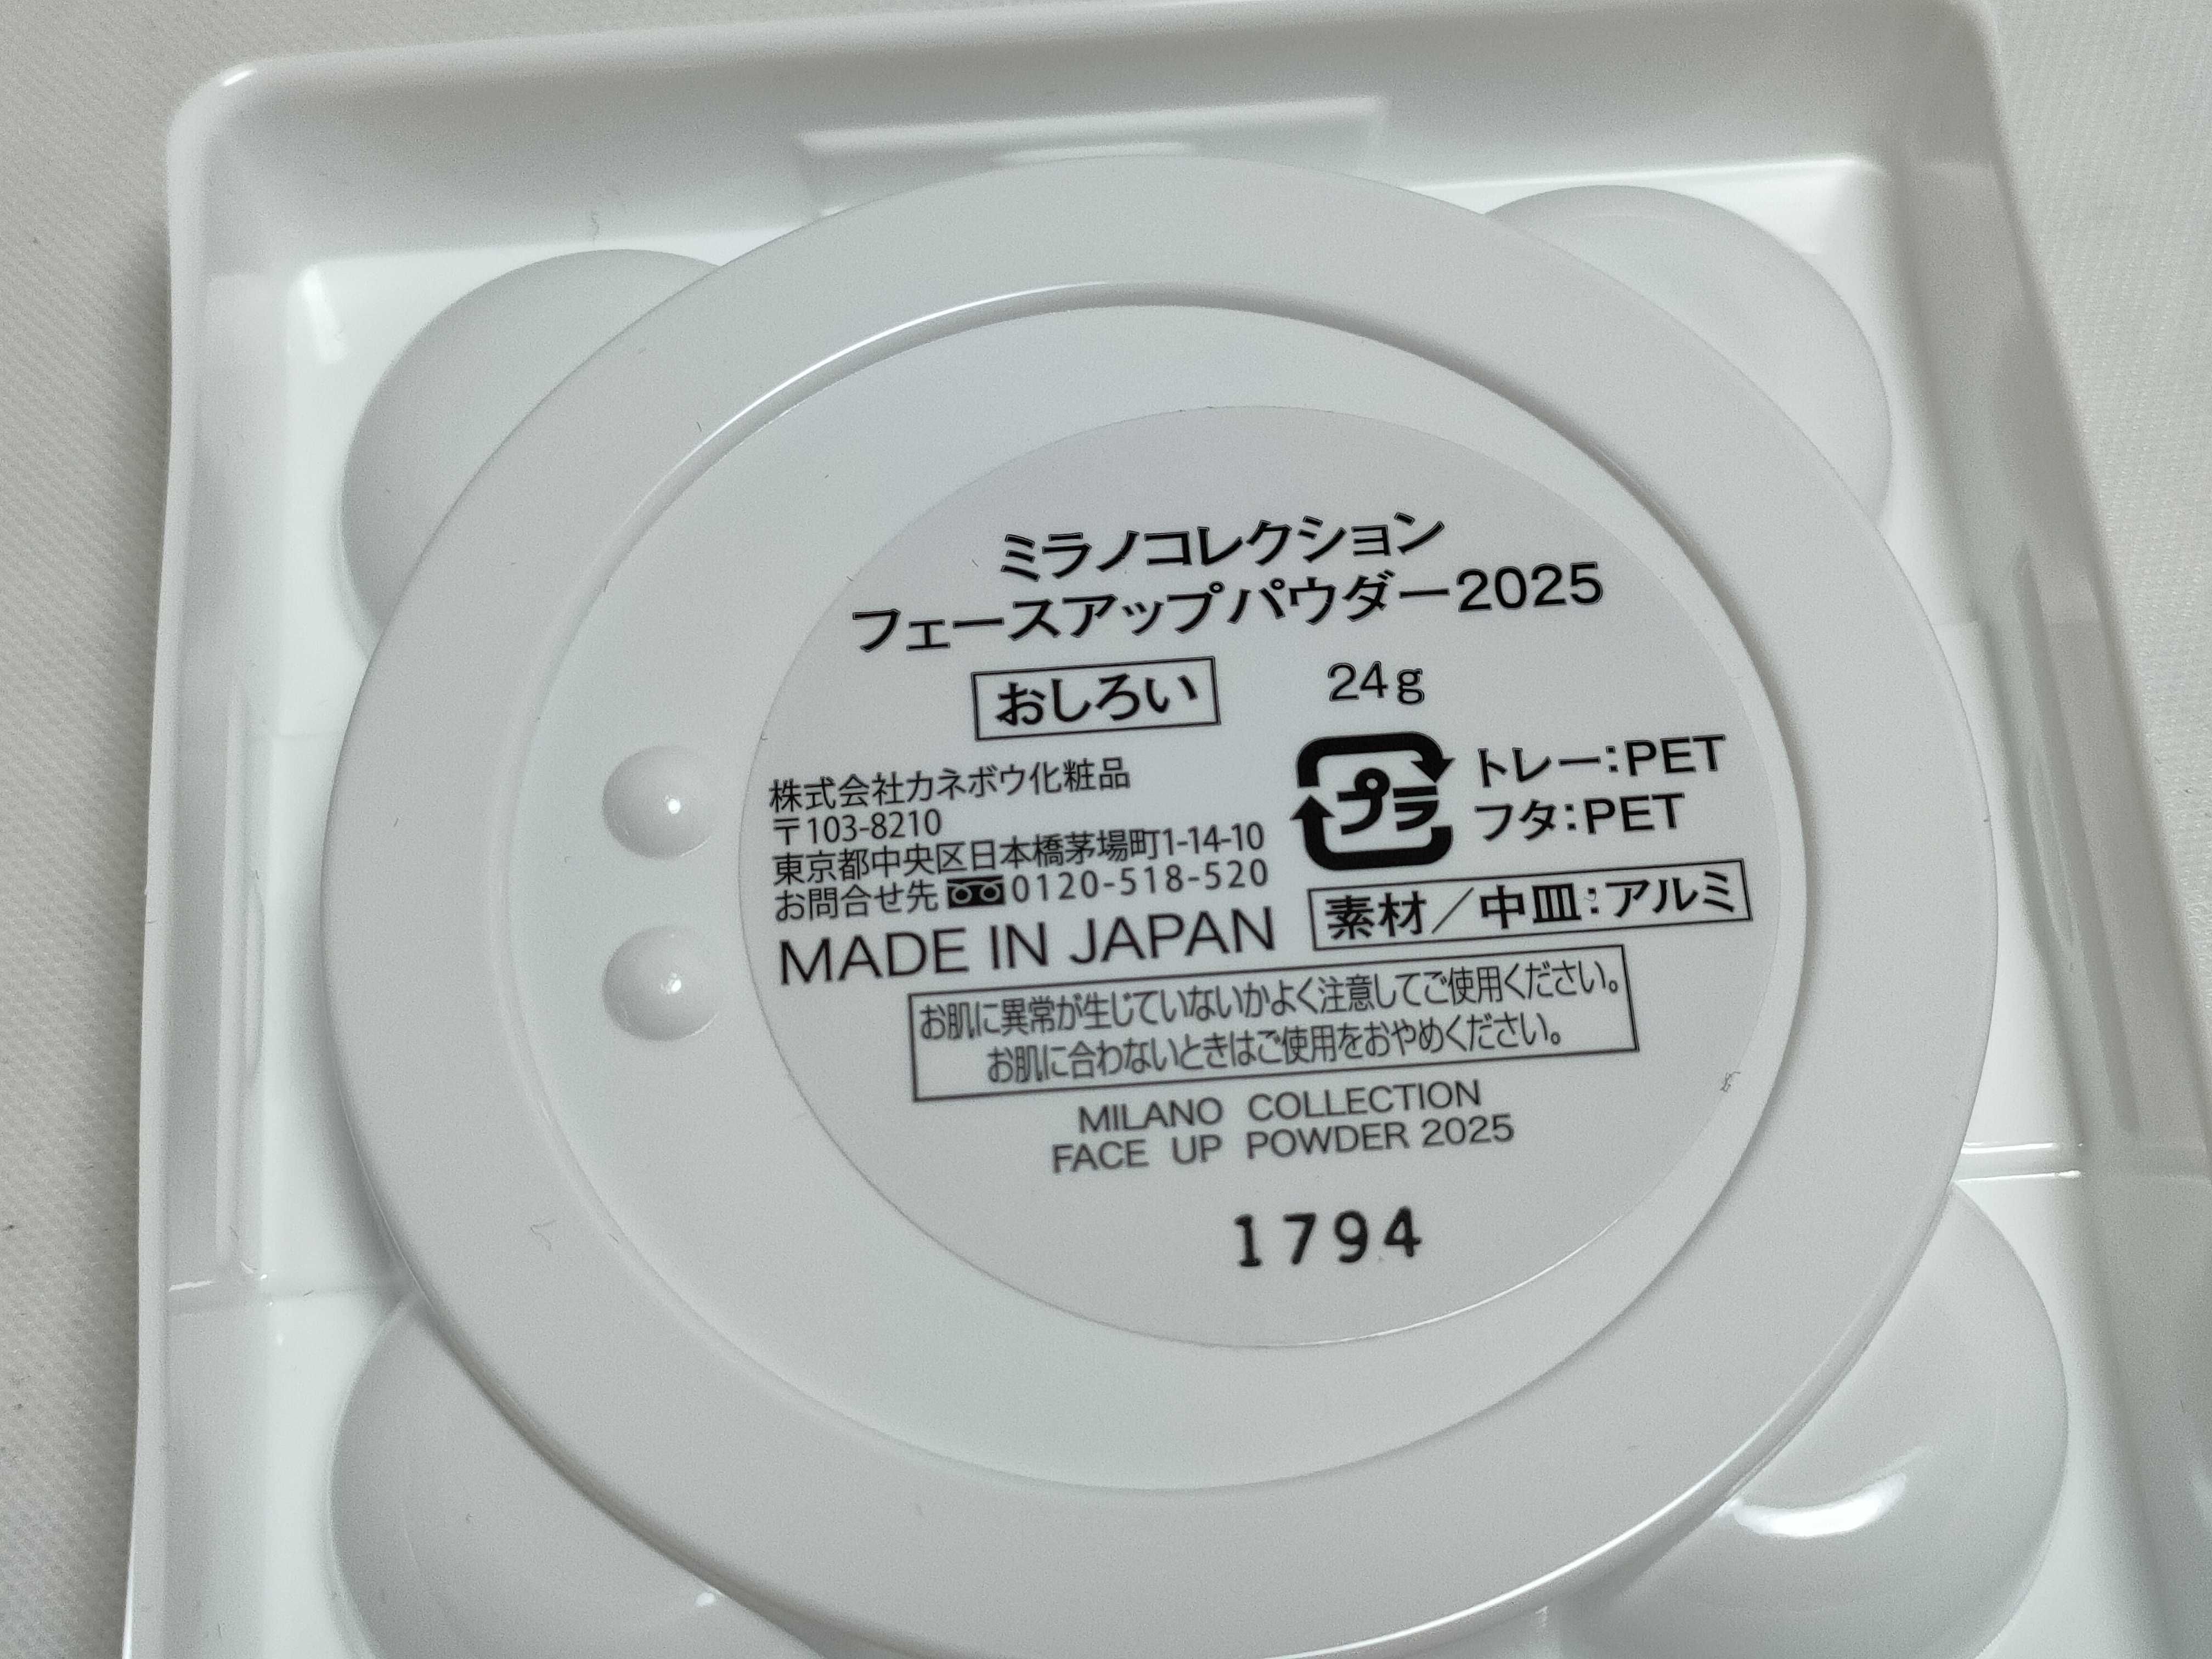 ミラノコレクション
フェースアップパウダー2025
おしろい 24g
株式会社カネボウ化粧品
〒103-8210
東京都中央区日本橋茅場町1-14-10
お問合せ先 0120-518-520
MADE IN JAPAN
プラ
トレー:PET
フタ:PET
素材/中皿:アルミ
お肌に異常が生じていないかよく注意してご使用ください。
お肌に合わないときはご使用をおやめください。
MILANO COLLECTION
FACE UP POWDER 2025
1794